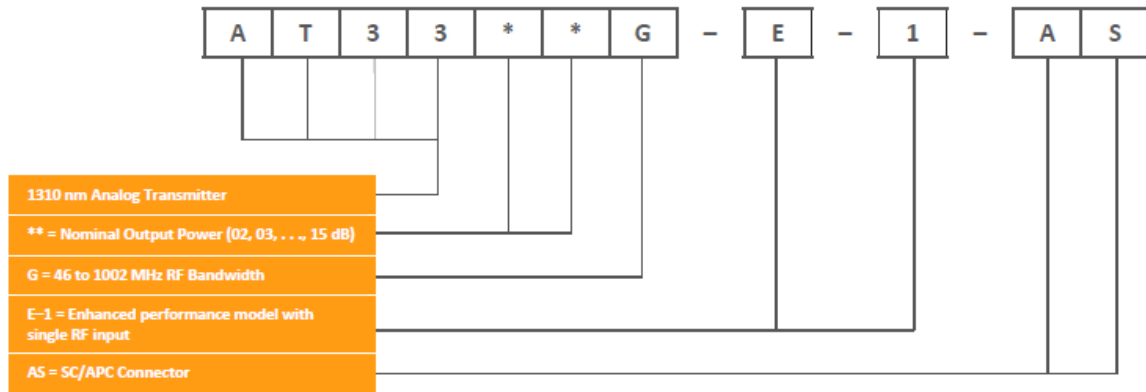 A T 3 3 * * G – E – 1 – A S
1310 nm Analog Transmitter
** = Nominal Output Power (02, 03, . . ., 15 dB)
G = 46 to 1002 MHz RF Bandwidth
E–1 = Enhanced performance model with
single RF input
AS = SC/APC Connector